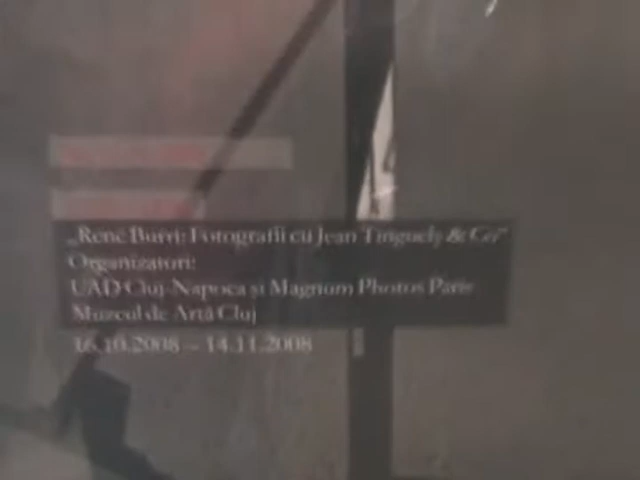 „René Burri: Fotografii cu Jean Tinguely & Co”
Organizatori:
UAD Cluj-Napoca și Magnum Photos Paris
Muzeul de Artă Cluj
16.10.2008 – 14.11.2008